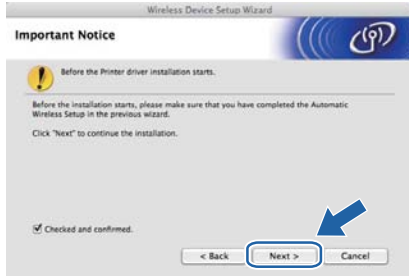 Wireless Device Setup Wizard
Important Notice
Before the Printer driver installation starts.
Before the installation starts, please make sure that you have completed the Automatic
Wireless Setup in the previous wizard.
Click "Next" to continue the installation.
Checked and confirmed.
< Back
Next >
Cancel